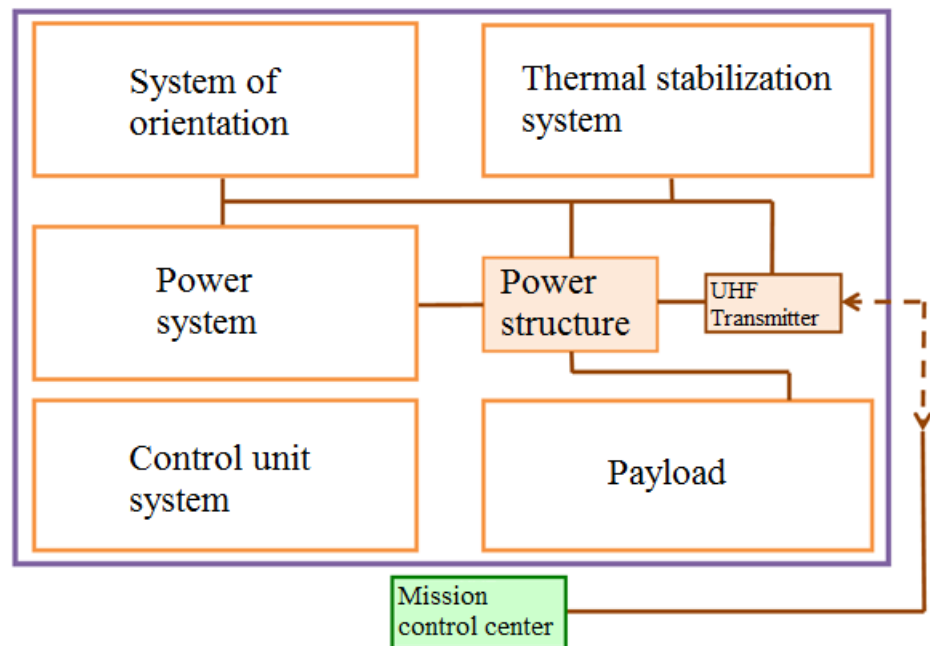 System of
orientation
Thermal stabilization
system
Power
system
Power
structure
UHF
Transmitter
Control unit
system
Payload
Mission
control center